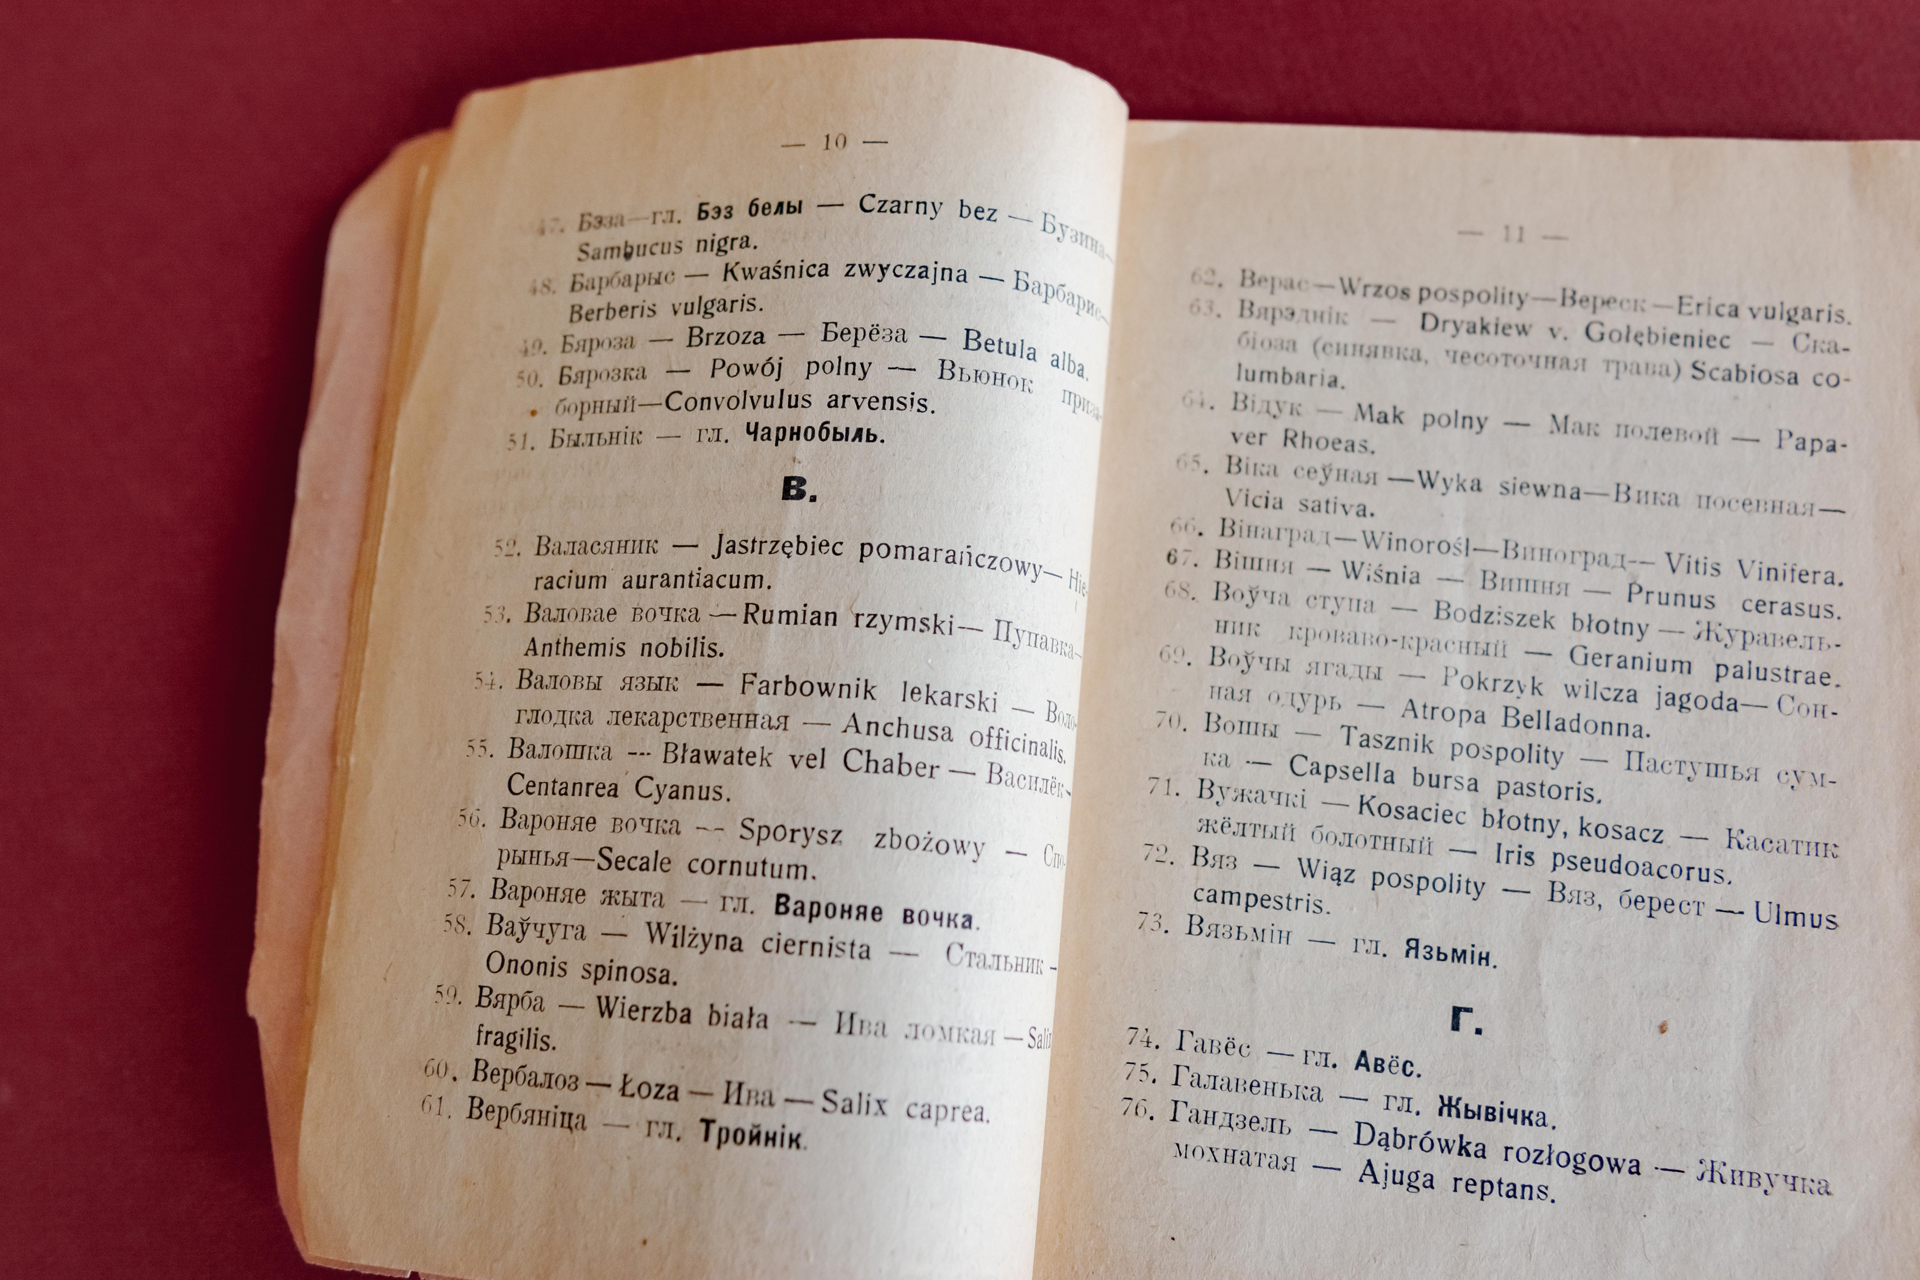 — 10 —
47. Бэза—гл. Бэз белы — Czarny bez — Бузина—
Sambucus nigra.
48. Барбарыс — Kwaśnica zwyczajna — Барбарис—
Berberis vulgaris.
49. Бяроза — Brzoza — Берёза — Betula alba.
50. Бярозка — Powój polny — Вьюнок
борный—Convolvulus arvensis.
51. Быльнік — гл. Чарнобыль.
В.
52. Валасяник — Jastrzębiec pomarańczowy— Hie-
racium aurantiacum.
53. Валовае вочка — Rumian rzymski— Пупавка—
Anthemis nobilis.
54. Валовы язык — Farbownik lekarski — Воло-
глодка лекарственная — Anchusa officinalis.
55. Валошка -- Bławatek vel Chaber — Василёк-
Centanrea Cyanus.
56. Вароняе вочка -- Sporysz zbożowy — Спо-
рынья—Secale cornutum.
57. Вароняе жыта — гл. Вароняе вочка.
58. Ваўчуга — Wilżyna ciernista — Стальник -
Ononis spinosa.
59. Вярба — Wierzba biała -- Ива ломкая — Salix
fragilis.
60. Вербалоз — Łoza — Ива — Salix caprea.
61. Вербяніца — гл. Тройнік.
— 11 —
62. Верас—Wrzos pospolity—Вереск—Erica vulgaris.
63. Вярэднік — Dryakiew v. Gołębieniec — Ска-
біоза (синявка, чесоточная трава) Scabiosa co-
lumbaria.
64. Відук — Mak polny — Мак полевой — Papa-
ver Rhoeas.
65. Віка сеўная —Wyka siewna—Вика посевная—
Vicia sativa.
66. Вінаград—Winorośl—Виноград-- Vitis Vinifera.
67. Вішня — Wiśnia — Вишня — Prunus cerasus.
68. Воўча ступа — Bodziszek błotny — Журавель-
ник кроваво-красный — Geranium palustrae.
69. Воўчы ягады — Pokrzyk wilcza jagoda— Сон-
ная одурь — Atropa Belladonna.
70. Вошы — Tasznik pospolity — Пастушья сум-
ка — Capsella bursa pastoris.
71. Вужачкі — Kosaciec błotny, kosacz — Касатик
жёлтый болотный — Iris pseudoacorus.
72. Вяз — Wiąz pospolity — Вяз, берест — Ulmus
campestris.
73. Вязьмін — гл. Язьмін.
Г.
74. Гавёс — гл. Авёс.
75. Галавенька — гл. Жывічка.
76. Гандзель — Dąbrówka rozłogowa — Живучка
мохнатая — Ajuga reptans.